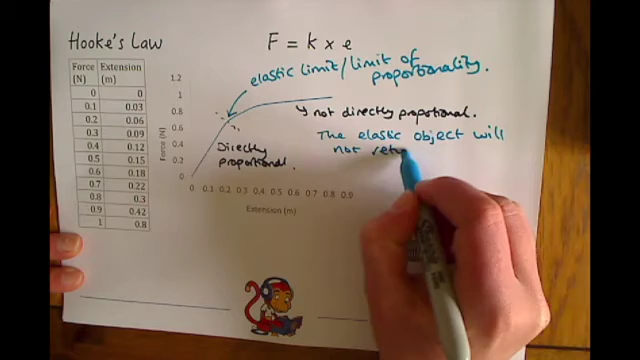 Hooke's Law
F = k x e
Force (N) Extension (m)
0 0
0.1 0.03
0.2 0.06
0.3 0.09
0.4 0.12
0.5 0.15
0.6 0.18
0.7 0.22
0.8 0.3
0.9 0.42
1 0.8
elastic limit/limit of
proportionality.
not directly proportional.
The elastic object will
not retu
Directly
proportional.
Force (N)
1.2
1
0.8
0.6
0.4
0.2
0
0 0.1 0.2 0.3 0.4 0.5 0.6 0.7 0.8 0.9
Extension (m)